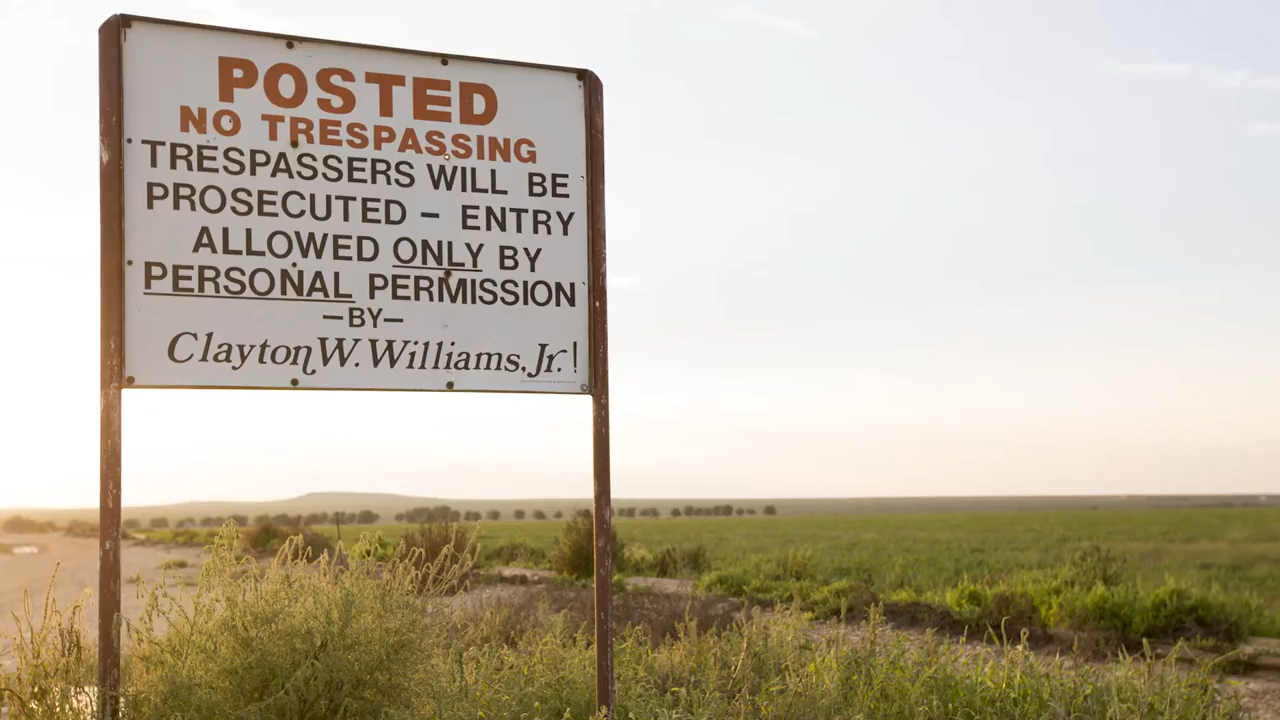 POSTED
NO TRESPASSING
TRESPASSERS WILL BE
PROSECUTED – ENTRY
ALLOWED ONLY BY
PERSONAL PERMISSION
–BY–
Clayton W. Williams, Jr.!